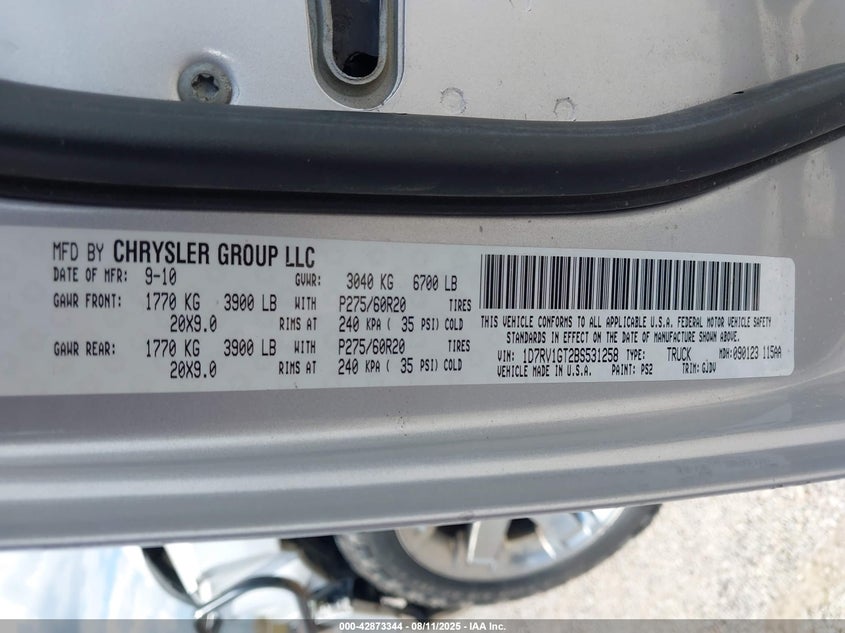 MFD BY CHRYSLER GROUP LLC
DATE OF MFR: 9-10 GVWR: 3040 KG 6700 LB
GAWR FRONT: 1770 KG 3900 LB WITH P275/60R20 TIRES
20X9.0 RIMS AT 240 KPA ( 35 PSI) COLD
GAWR REAR: 1770 KG 3900 LB WITH P275/60R20 TIRES
20X9.0 RIMS AT 240 KPA ( 35 PSI) COLD
THIS VEHICLE CONFORMS TO ALL APPLICABLE U.S.A. FEDERAL MOTOR VEHICLE SAFETY
STANDARDS IN EFFECT ON THE DATE OF MANUFACTURE SHOWN ABOVE.
VIN: 1D7RV1GT2BS531258 TYPE: TRUCK MDH: 090123 115AA
VEHICLE MADE IN U.S.A. PAINT: PS2 TRIM: GJDV
000-42873344 - 08/11/2025 - IAA Inc.